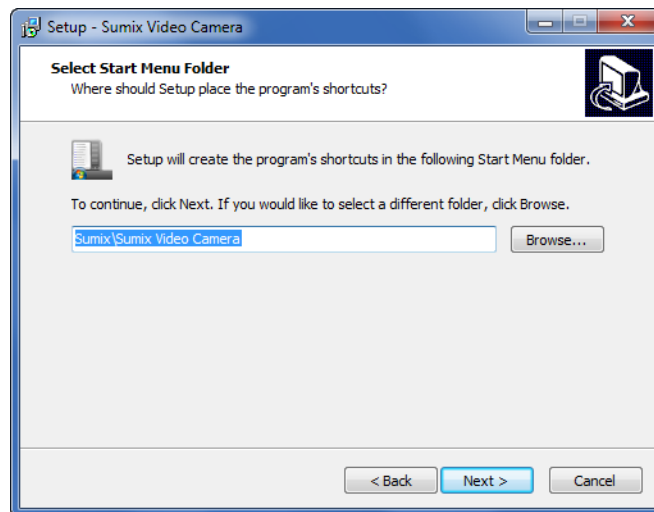 Setup - Sumix Video Camera
Select Start Menu Folder
Where should Setup place the program's shortcuts?
Setup will create the program's shortcuts in the following Start Menu folder.
To continue, click Next. If you would like to select a different folder, click Browse.
Sumix\Sumix Video Camera
Browse...
< Back
Next >
Cancel